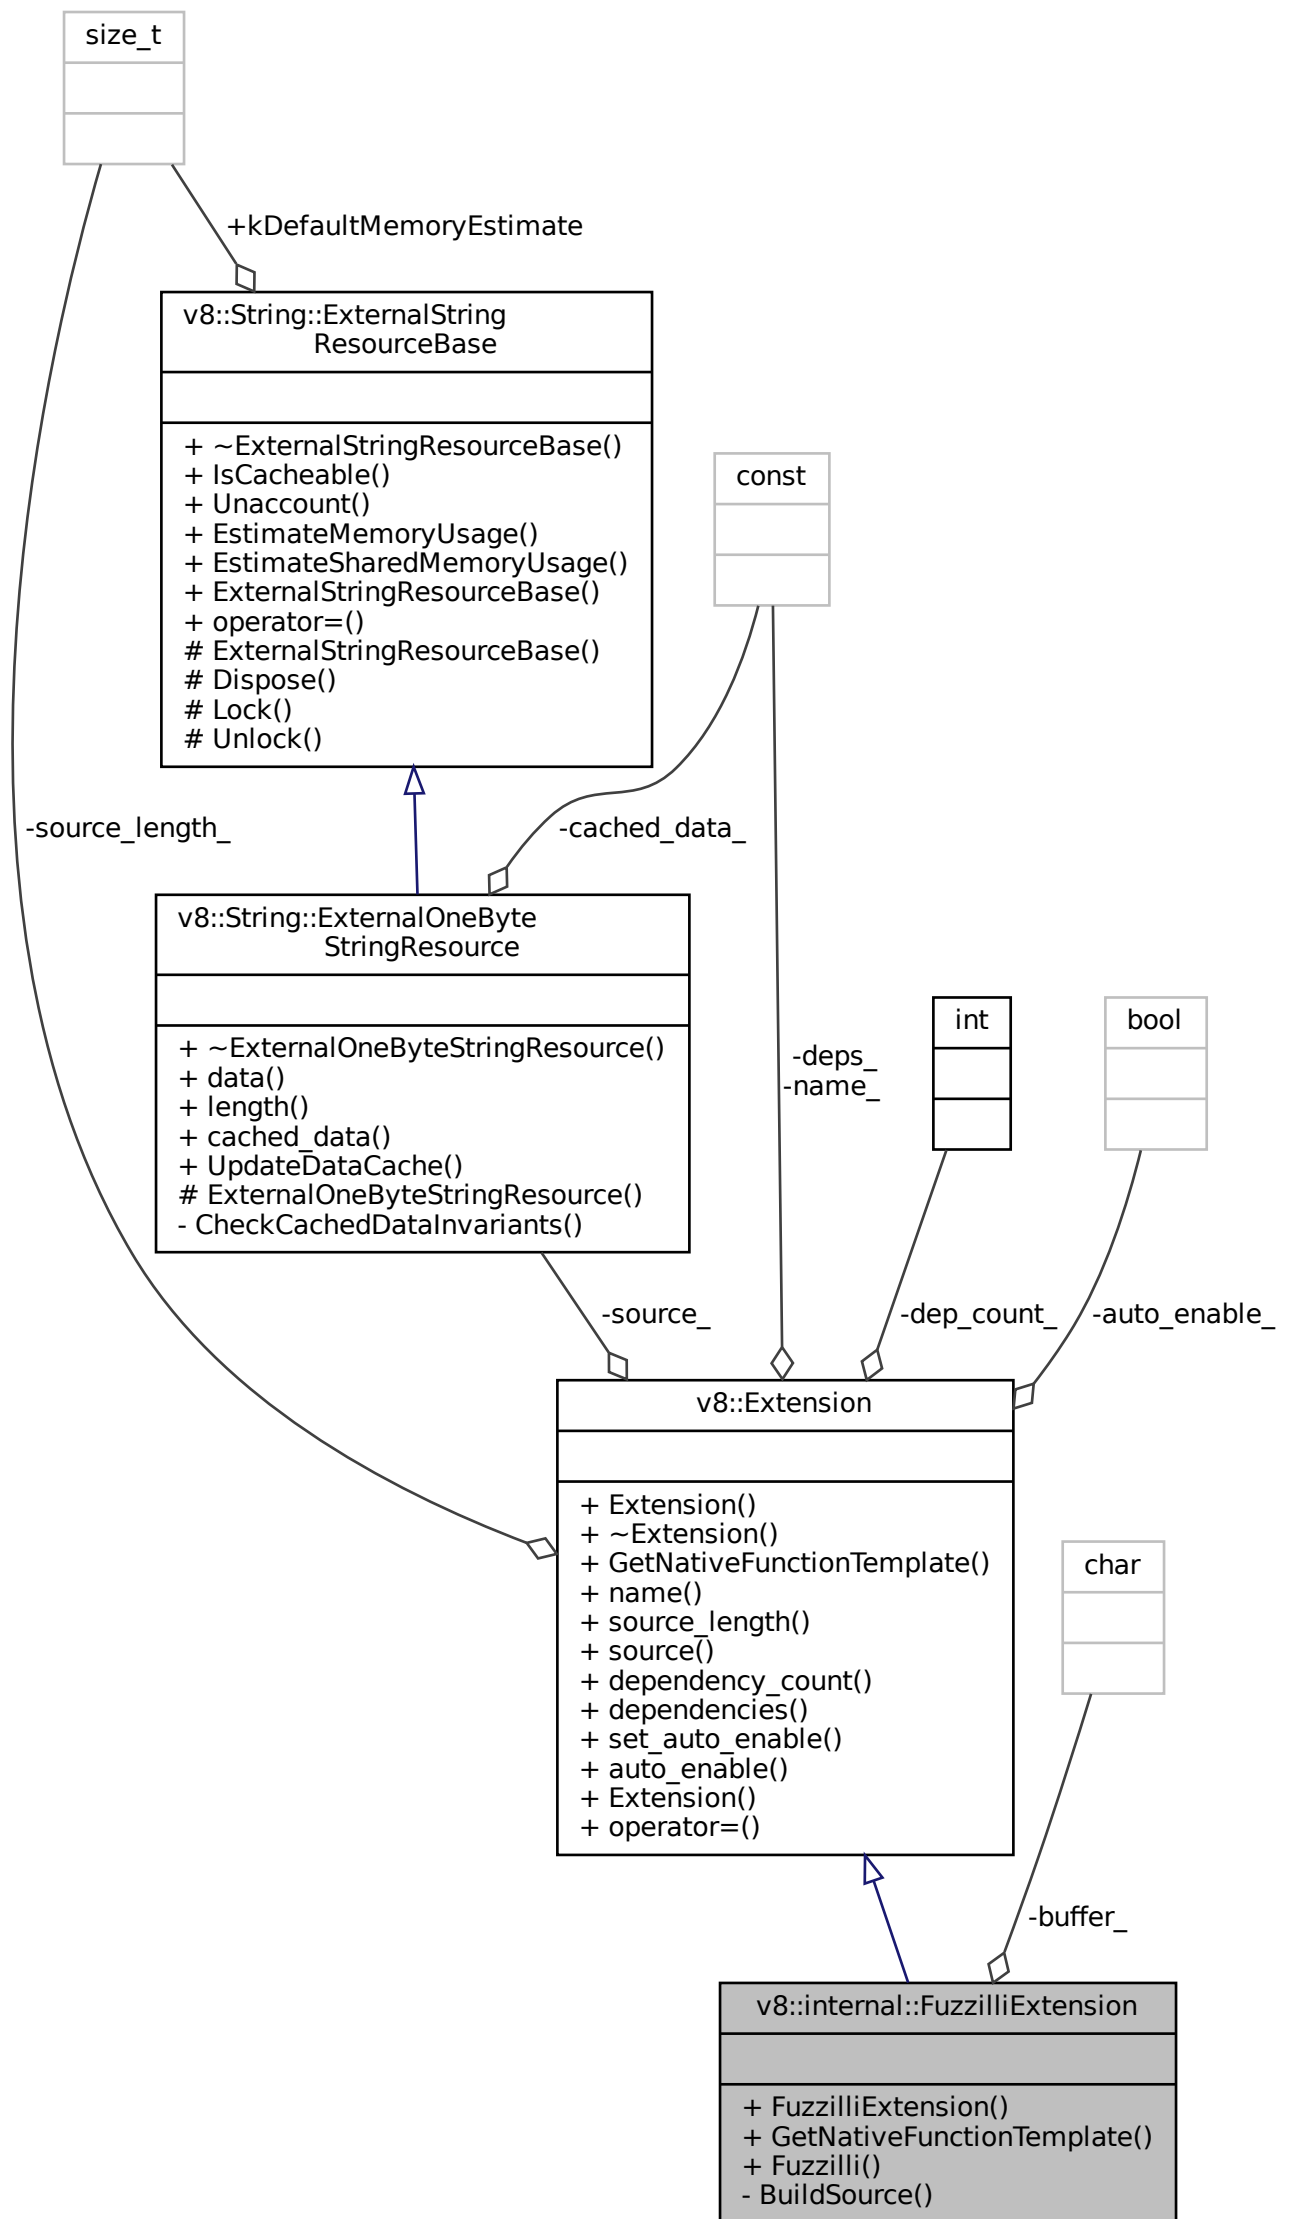 size_t
+kDefaultMemoryEstimate
v8::String::ExternalString
ResourceBase
+ ~ExternalStringResourceBase()
+ IsCacheable()
+ Unaccount()
+ EstimateMemoryUsage()
+ EstimateSharedMemoryUsage()
+ ExternalStringResourceBase()
+ operator=()
# ExternalStringResourceBase()
# Dispose()
# Lock()
# Unlock()
const
-source_length_
-cached_data_
v8::String::ExternalOneByte
StringResource
+ ~ExternalOneByteStringResource()
+ data()
+ length()
+ cached_data()
+ UpdateDataCache()
# ExternalOneByteStringResource()
- CheckCachedDataInvariants()
-deps_
-name_
int
bool
-source_
-dep_count_
-auto_enable_
v8::Extension
+ Extension()
+ ~Extension()
+ GetNativeFunctionTemplate()
+ name()
+ source_length()
+ source()
+ dependency_count()
+ dependencies()
+ set_auto_enable()
+ auto_enable()
+ Extension()
+ operator=()
char
-buffer_
v8::internal::FuzzilliExtension
+ FuzzilliExtension()
+ GetNativeFunctionTemplate()
+ Fuzzilli()
- BuildSource()